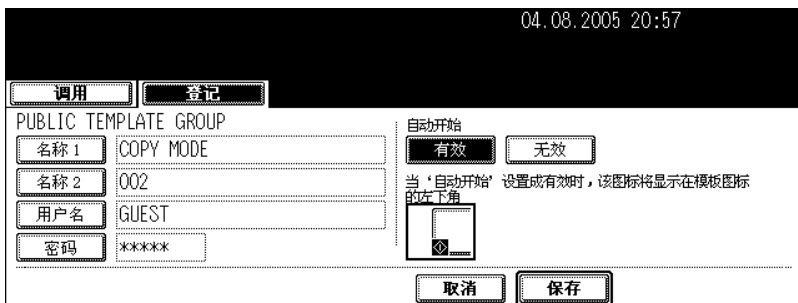 04.08.2005 20:57
调用
登记
PUBLIC TEMPLATE GROUP
名称 1 COPY MODE
名称 2 002
用户名 GUEST
密码 *****
自动开始
有效 无效
当‘自动开始’设置成有效时，该图标将显示在模板图标
的左下角
取消 保存